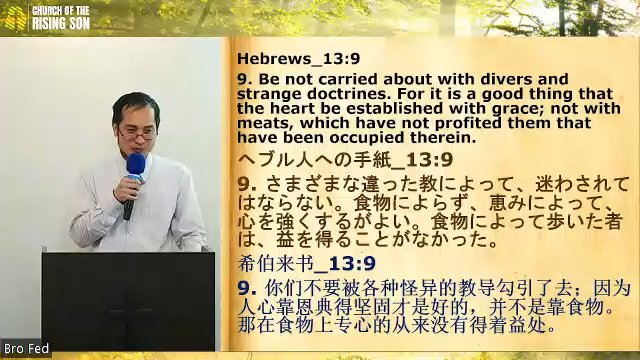 CHURCH OF THE
RISING SON
Hebrews_13:9
9. Be not carried about with divers and
strange doctrines. For it is a good thing that
the heart be established with grace; not with
meats, which have not profited them that
have been occupied therein.
ヘブル人への手紙_13:9
9. さまざまな違った教によって、迷わされて
はならない。食物によらず、恵みによって、
心を強くするがよい。食物によって歩いた者
は、益を得ることがなかった。
希伯来书_13:9
9. 你们不要被各种怪异的教导勾引了去；因为
人心靠恩典得坚固才是好的，并不是靠食物。
那在食物上专心的从来没有得着益处。
Bro Fed